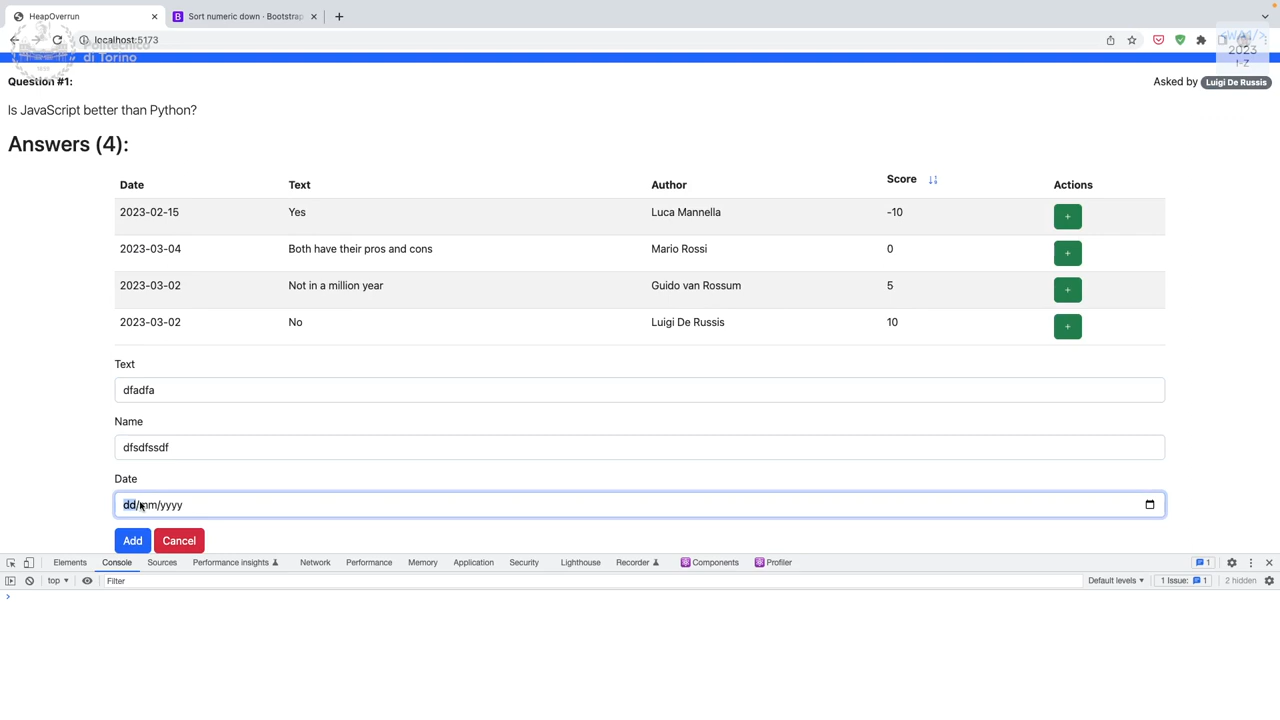 HeapOverrun
Sort numeric down · Bootstrap
localhost:5173
Politecnico
di Torino
1859
<WA1/>
2023
I-Z
Question #1:
Asked by Luigi De Russis
Is JavaScript better than Python?
Answers (4):
Date Text Author Score Actions
2023-02-15 Yes Luca Mannella -10 +
2023-03-04 Both have their pros and cons Mario Rossi 0 +
2023-03-02 Not in a million year Guido van Rossum 5 +
2023-03-02 No Luigi De Russis 10 +
Text
dfadfa
Name
dfsdfssdf
Date
dd/mm/yyyy
Add Cancel
Elements Console Sources Performance insights Network Performance Memory Application Security Lighthouse Recorder Components Profiler 1
top Filter Default levels 1 Issue: 1 2 hidden